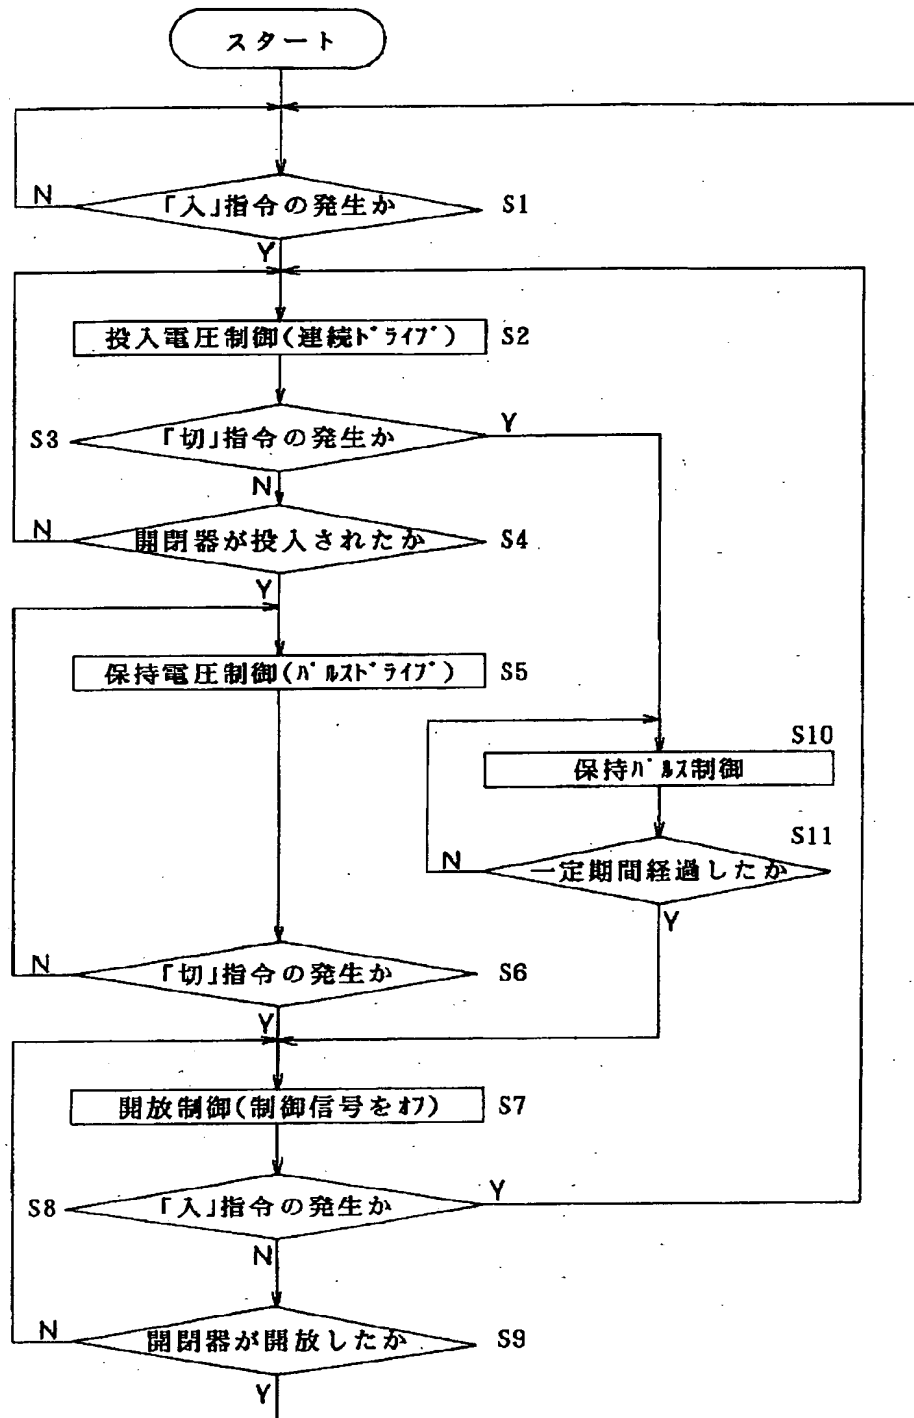 スタート
N
「入」指令の発生か
S1
Y
投入電圧制御(連続ドライブ)
S2
S3
「切」指令の発生か
Y
N
N
開閉器が投入されたか
S4
Y
保持電圧制御(パルスドライブ)
S5
S10
保持パルス制御
S11
N
一定期間経過したか
Y
N
「切」指令の発生か
S6
Y
開放制御(制御信号をオフ)
S7
S8
「入」指令の発生か
Y
N
N
開閉器が開放したか
S9
Y